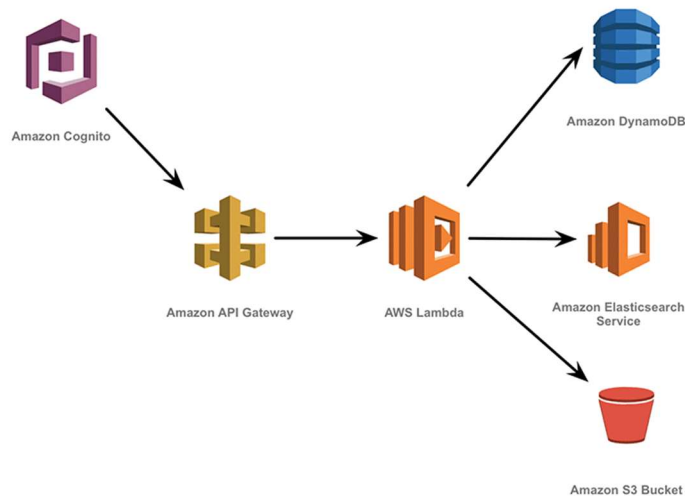 Amazon Cognito
Amazon DynamoDB
Amazon API Gateway
AWS Lambda
Amazon Elasticsearch
Service
Amazon S3 Bucket